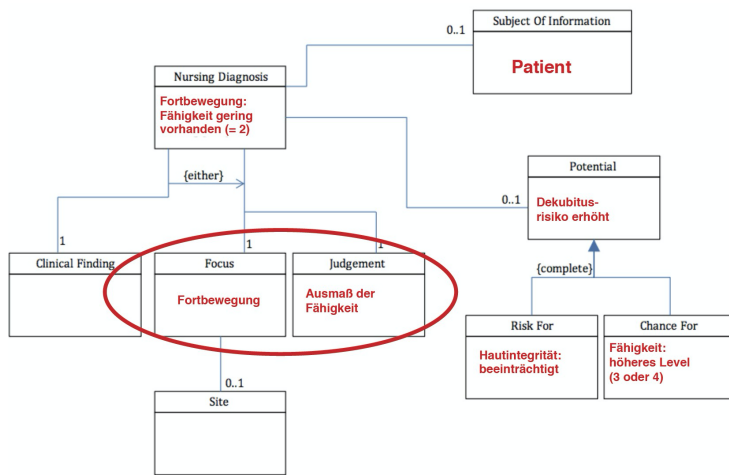 Subject Of Information
0..1
Patient
Nursing Diagnosis
Fortbewegung:
Fähigkeit gering
vorhanden (= 2)
Potential
{either}
Dekubitus-
risiko erhöht
0..1
1
1
1
Clinical Finding
Focus
Judgement
{complete}
Fortbewegung
Ausmaß der
Fähigkeit
Risk For
Chance For
Hautintegrität:
beeinträchtigt
Fähigkeit:
höheres Level
(3 oder 4)
0..1
Site